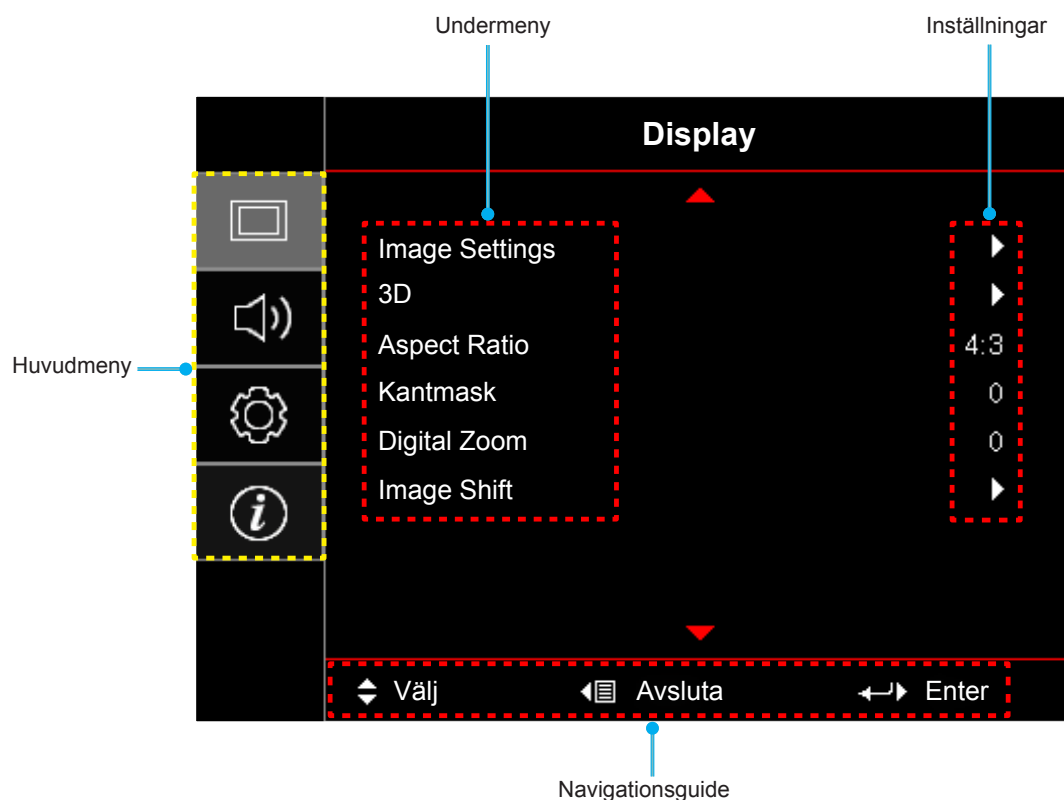 Undermeny
Inställningar
Display
Image Settings
3D
Aspect Ratio 4:3
Huvudmeny
Kantmask 0
Digital Zoom 0
Image Shift
Välj Avsluta Enter
Navigationsguide